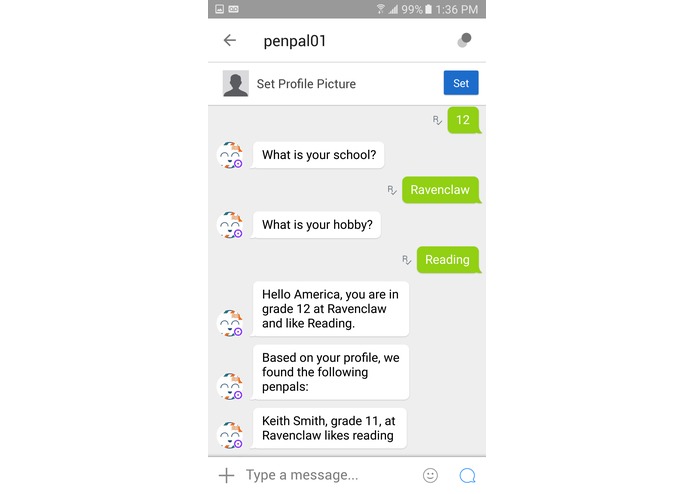 99% 1:36 PM
penpal01
Set Profile Picture
Set
12
What is your school?
Ravenclaw
What is your hobby?
Reading
Hello America, you are in
grade 12 at Ravenclaw
and like Reading.
Based on your profile, we
found the following
penpals:
Keith Smith, grade 11, at
Ravenclaw likes reading
Type a message...